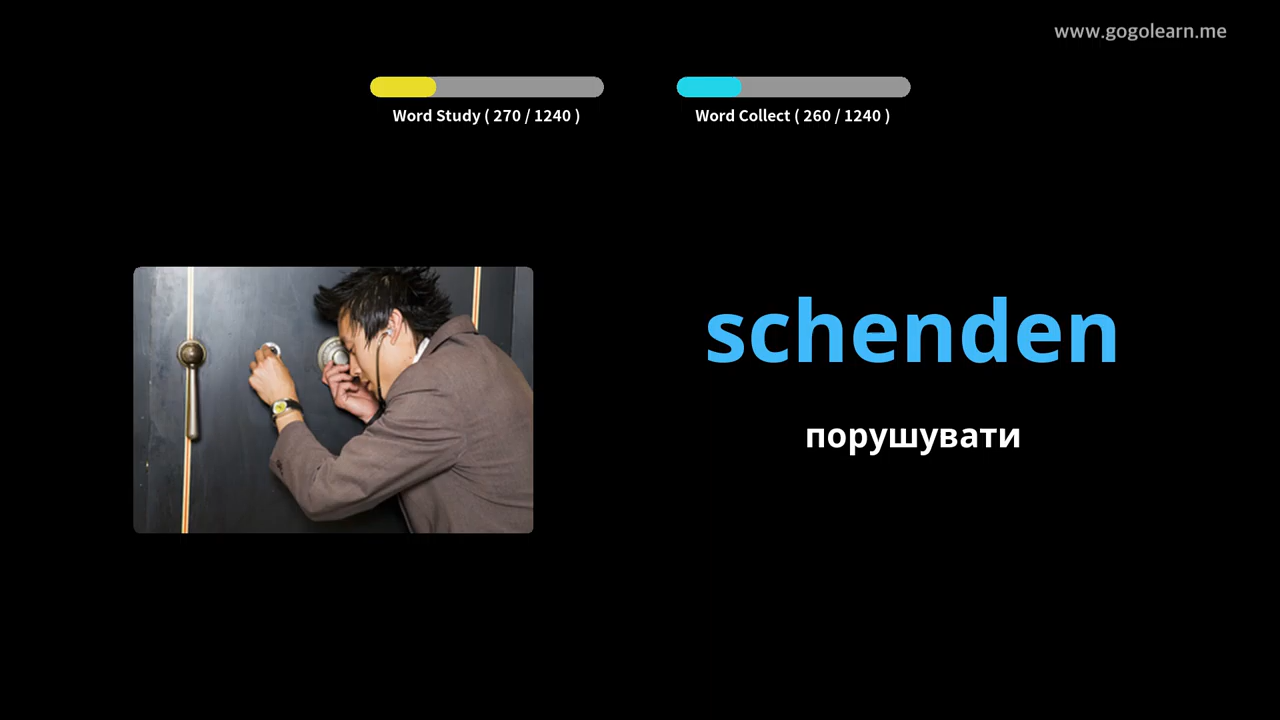 www.gogolearn.me
Word Study ( 270 / 1240 )
Word Collect ( 260 / 1240 )
schenden
порушувати